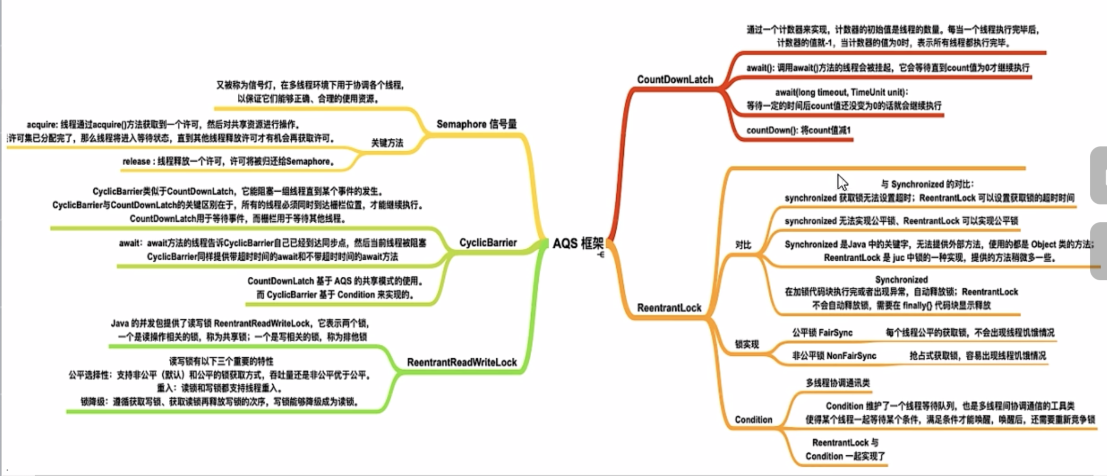 AQS 框架
CountDownLatch
通过一个计数器来实现，计数器的初始值是线程的数量。每当一个线程执行完毕后，
计数器的值就-1，当计数器的值为0时，表示所有线程都执行完毕。
await(): 调用await()方法的线程会被挂起，它会等待直到count值为0才继续执行
await(long timeout, TimeUnit unit):
等待一定的时间后count值还没变为0的话就会继续执行
countDown(): 将count值减1
ReentrantLock
对比
与 Synchronized 的对比：
synchronized 获取锁无法设置超时；ReentrantLock 可以设置获取锁的超时时间
synchronized 无法实现公平锁、ReentrantLock 可以实现公平锁
Synchronized 是Java 中的关键字，无法提供外部方法，使用的都是 Object 类的方法；
ReentrantLock 是 juc 中锁的一种实现，提供的方法稍微多一些。
Synchronized
在加锁代码块执行完或者出现异常，自动释放锁；ReentrantLock
不会自动释放锁，需要在 finally{} 代码块显示释放
锁实现
公平锁 FairSync
每个线程公平的获取锁，不会出现线程饥饿情况
非公平锁 NonFairSync
抢占式获取锁，容易出现线程饥饿情况
Condition
多线程协调通讯类
Condition 维护了一个线程等待队列，也是多线程间协调通信的工具类
使得某个线程一起等待某个条件，满足条件才能唤醒，唤醒后，还需要重新竞争锁
ReentrantLock 与
Condition 一起实现了
Semaphore 信号量
又被称为信号灯，在多线程环境下用于协调各个线程，
以保证它们能够正确、合理的使用资源。
关键方法
acquire: 线程通过acquire()方法获取到一个许可，然后对共享资源进行操作。
许可集已分配完了，那么线程将进入等待状态，直到其他线程释放许可才有机会再获取许可。
release : 线程释放一个许可，许可将被归还给Semaphore。
CyclicBarrier
CyclicBarrier类似于CountDownLatch，它能阻塞一组线程直到某个事件的发生。
CyclicBarrier与CountDownLatch的关键区别在于，所有的线程必须同时到达栅栏位置，才能继续执行。
CountDownLatch用于等待事件，而栅栏用于等待其他线程。
await：await方法的线程告诉CyclicBarrier自己已经到达同步点，然后当前线程被阻塞
CyclicBarrier同样提供带超时时间的await和不带超时时间的await方法
CountDownLatch 基于 AQS 的共享模式的使用。
而 CyclicBarrier 基于 Condition 来实现的。
ReentrantReadWriteLock
Java 的并发包提供了读写锁 ReentrantReadWriteLock，它表示两个锁，
一个是读操作相关的锁，称为共享锁；一个是写相关的锁，称为排他锁
读写锁有以下三个重要的特性
公平选择性：支持非公平（默认）和公平的锁获取方式，吞吐量还是非公平优于公平。
重入：读锁和写锁都支持线程重入。
锁降级：遵循获取写锁、获取读锁再释放写锁的次序，写锁能够降级成为读锁。